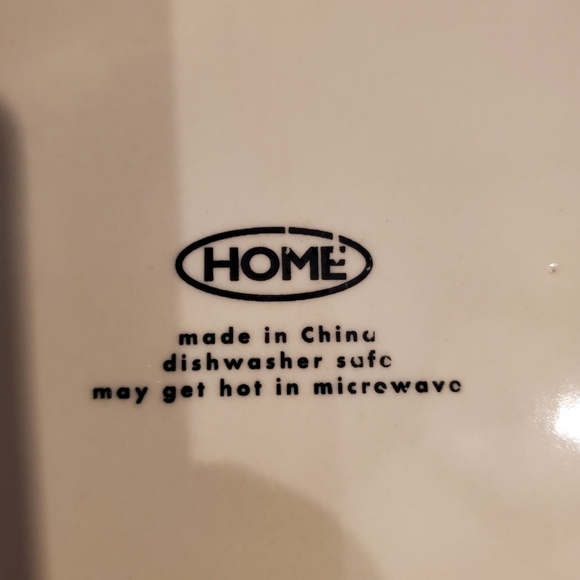 HOME
made in China
dishwasher safe
may get hot in microwave